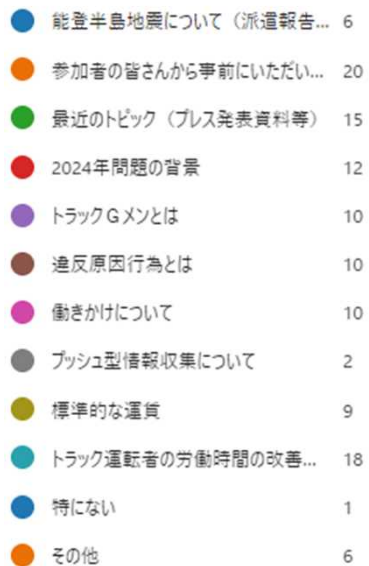 能登半島地震について（派遣報告... 6
参加者の皆さんから事前にいただい... 20
最近のトピック（プレス発表資料等） 15
2024年問題の背景 12
トラックＧメンとは 10
違反原因行為とは 10
働きかけについて 10
プッシュ型情報収集について 2
標準的な運賃 9
トラック運転者の労働時間の改善... 18
特にない 1
その他 6